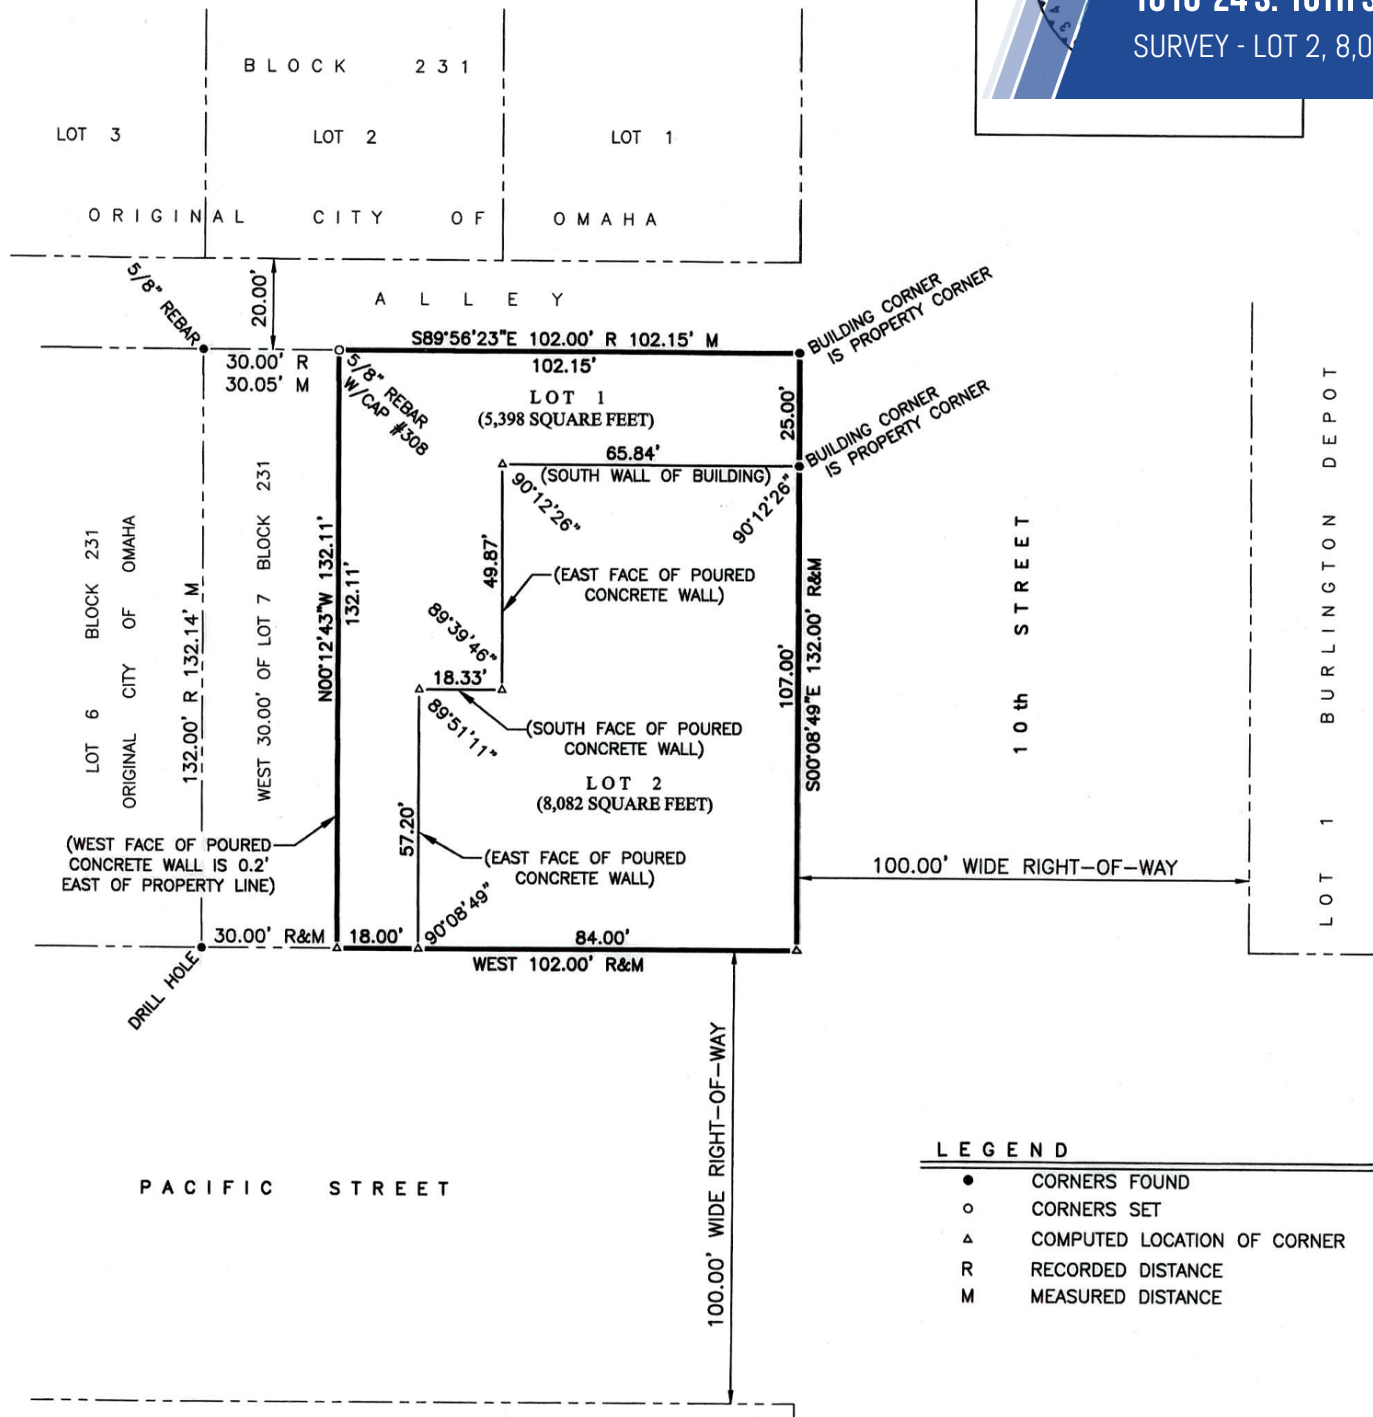 SURVEY - LOT 2, 8,0
BLOCK 231
LOT 3
LOT 2
LOT 1
ORIGINAL CITY OF OMAHA
5/8" REBAR
20.00'
ALLEY
BUILDING CORNER
IS PROPERTY CORNER
S89°56'23"E 102.00' R 102.15' M
30.00' R
30.05' M
102.15'
5/8" REBAR
W/CAP #308
LOT 1
(5,398 SQUARE FEET)
25.00'
BUILDING CORNER
IS PROPERTY CORNER
65.84'
(SOUTH WALL OF BUILDING)
90°12'26"
90°12'26"
49.87'
(EAST FACE OF POURED
CONCRETE WALL)
89°39'46"
18.33'
89°51'11"
(SOUTH FACE OF POURED
CONCRETE WALL)
LOT 2
(8,082 SQUARE FEET)
57.20'
(EAST FACE OF POURED
CONCRETE WALL)
90°08'49"
LOT 6 BLOCK 231
ORIGINAL CITY OF OMAHA
132.00' R 132.14' M
WEST 30.00' OF LOT 7 BLOCK 231
N00°12'43"W 132.11'
132.11'
107.00'
S00°08'49"E 132.00' R&M
10th STREET
LOT 1 BURLINGTON DEPOT
(WEST FACE OF POURED
CONCRETE WALL IS 0.2'
EAST OF PROPERTY LINE)
100.00' WIDE RIGHT-OF-WAY
30.00' R&M
18.00'
84.00'
WEST 102.00' R&M
DRILL HOLE
100.00' WIDE RIGHT-OF-WAY
PACIFIC STREET
LEGEND
CORNERS FOUND
CORNERS SET
COMPUTED LOCATION OF CORNER
R RECORDED DISTANCE
M MEASURED DISTANCE